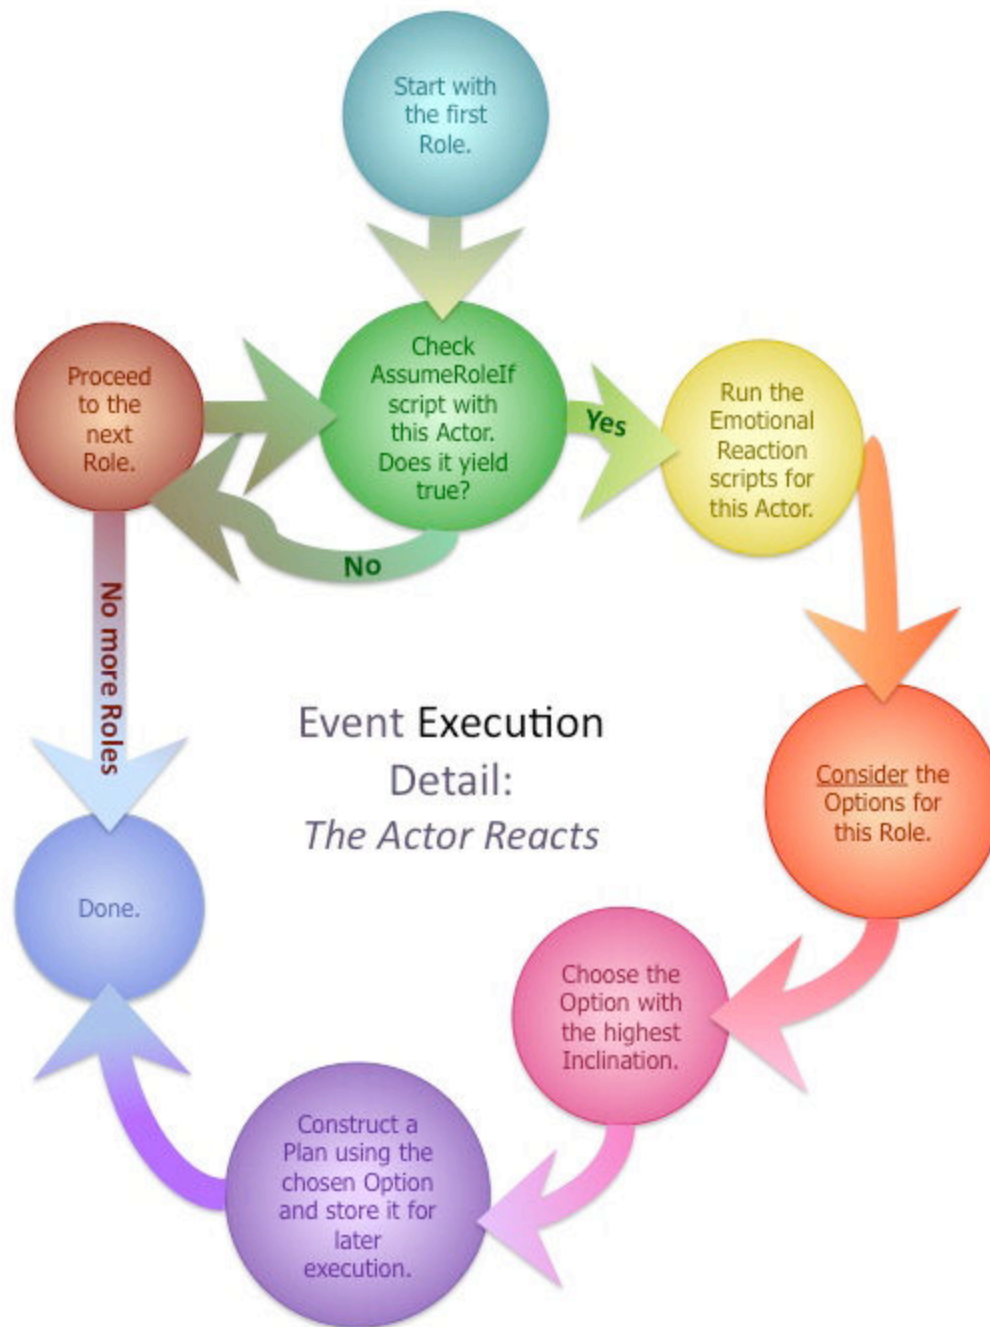 Start with
the first
Role.
Check
AssumeRoleIf
script with
this Actor.
Does it yield
true?
Proceed
to the
next
Role.
Yes
Run the
Emotional
Reaction
scripts for
this Actor.
No
No more Roles
Event Execution
Detail:
The Actor Reacts
Consider the
Options for
this Role.
Done.
Choose the
Option with
the highest
Inclination.
Construct a
Plan using the
chosen Option
and store it for
later
execution.